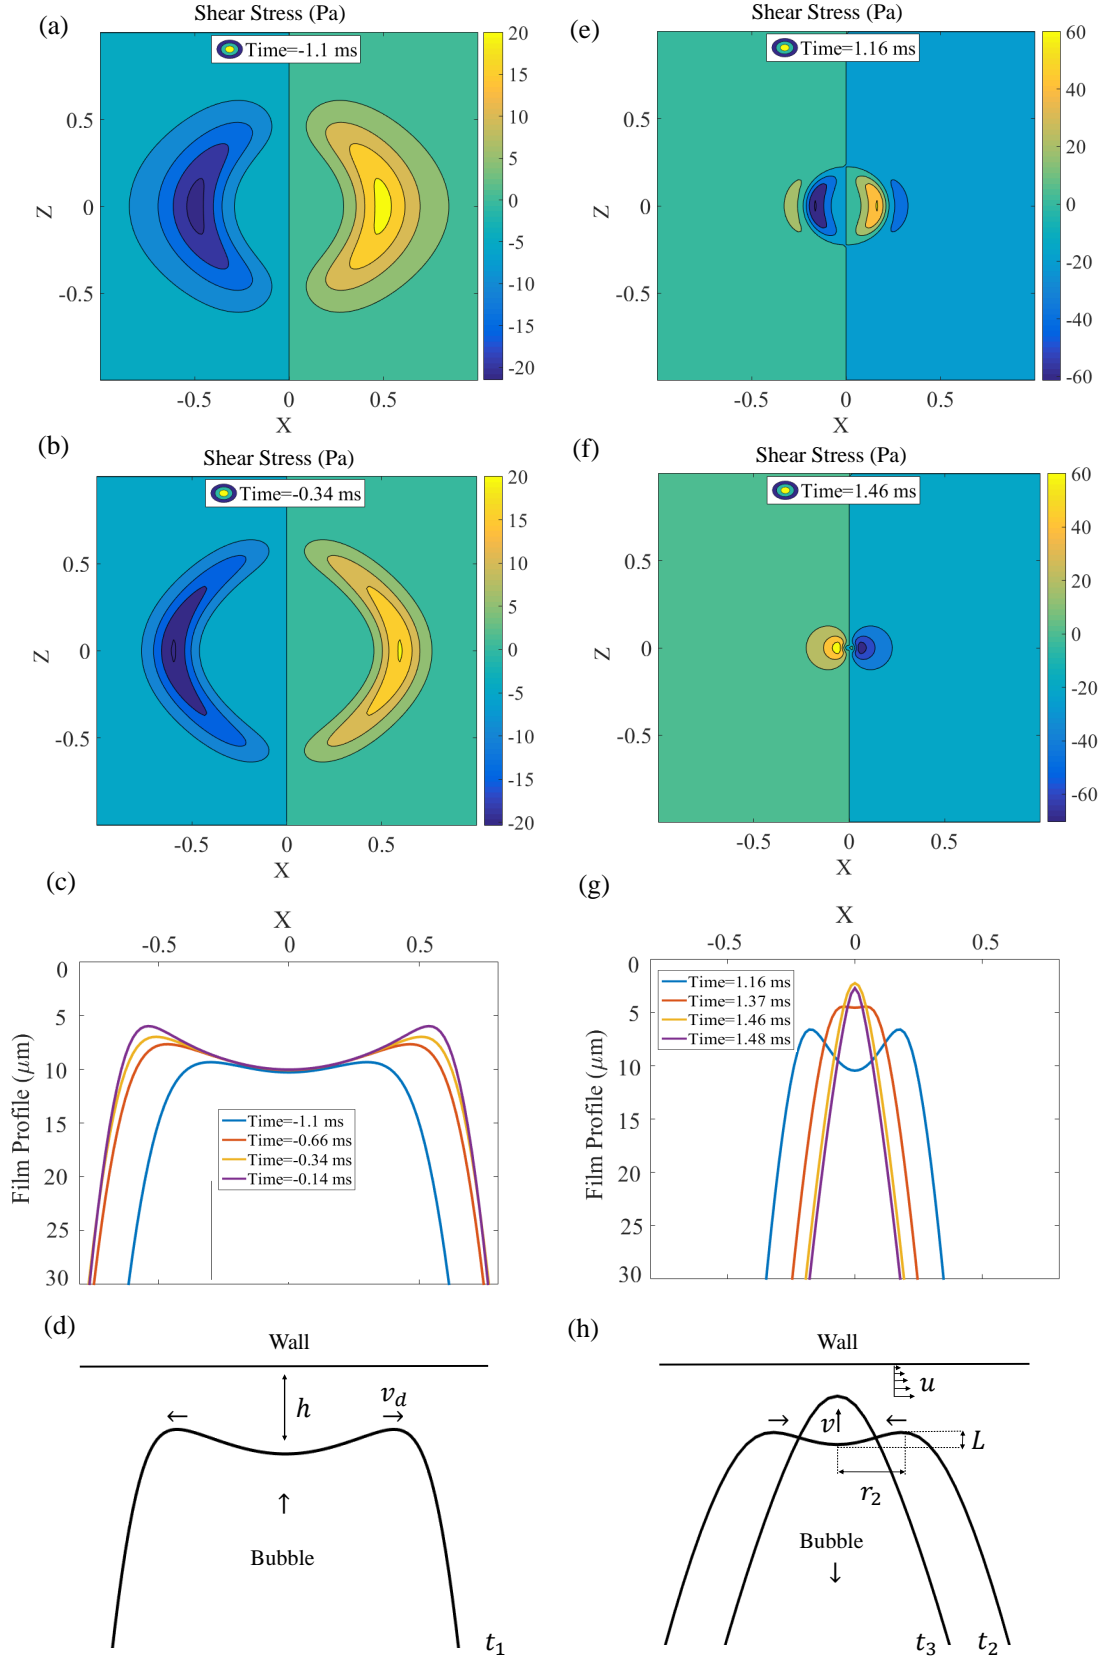 (a)
Shear Stress (Pa)
Time=-1.1 ms
0.5
0
-0.5
Z
-0.5 0 0.5
X
20
15
10
5
0
-5
-10
-15
-20
(e)
Shear Stress (Pa)
Time=1.16 ms
0.5
0
-0.5
Z
-0.5 0 0.5
X
60
40
20
0
-20
-40
-60
(b)
Shear Stress (Pa)
Time=-0.34 ms
0.5
0
-0.5
Z
-0.5 0 0.5
X
20
15
10
5
0
-5
-10
-15
-20
(f)
Shear Stress (Pa)
Time=1.46 ms
0.5
0
-0.5
Z
-0.5 0 0.5
X
60
40
20
0
-20
-40
-60
(c)
X
-0.5 0 0.5
0
5
10
15
20
25
30
Film Profile (μm)
Time=-1.1 ms
Time=-0.66 ms
Time=-0.34 ms
Time=-0.14 ms
(g)
X
-0.5 0 0.5
0
5
10
15
20
25
30
Film Profile (μm)
Time=1.16 ms
Time=1.37 ms
Time=1.46 ms
Time=1.48 ms
(d)
Wall
← h v_d →
↑
Bubble
t_1
(h)
Wall
u
→ v↑ ← L
r_2
Bubble
↓
t_3 t_2